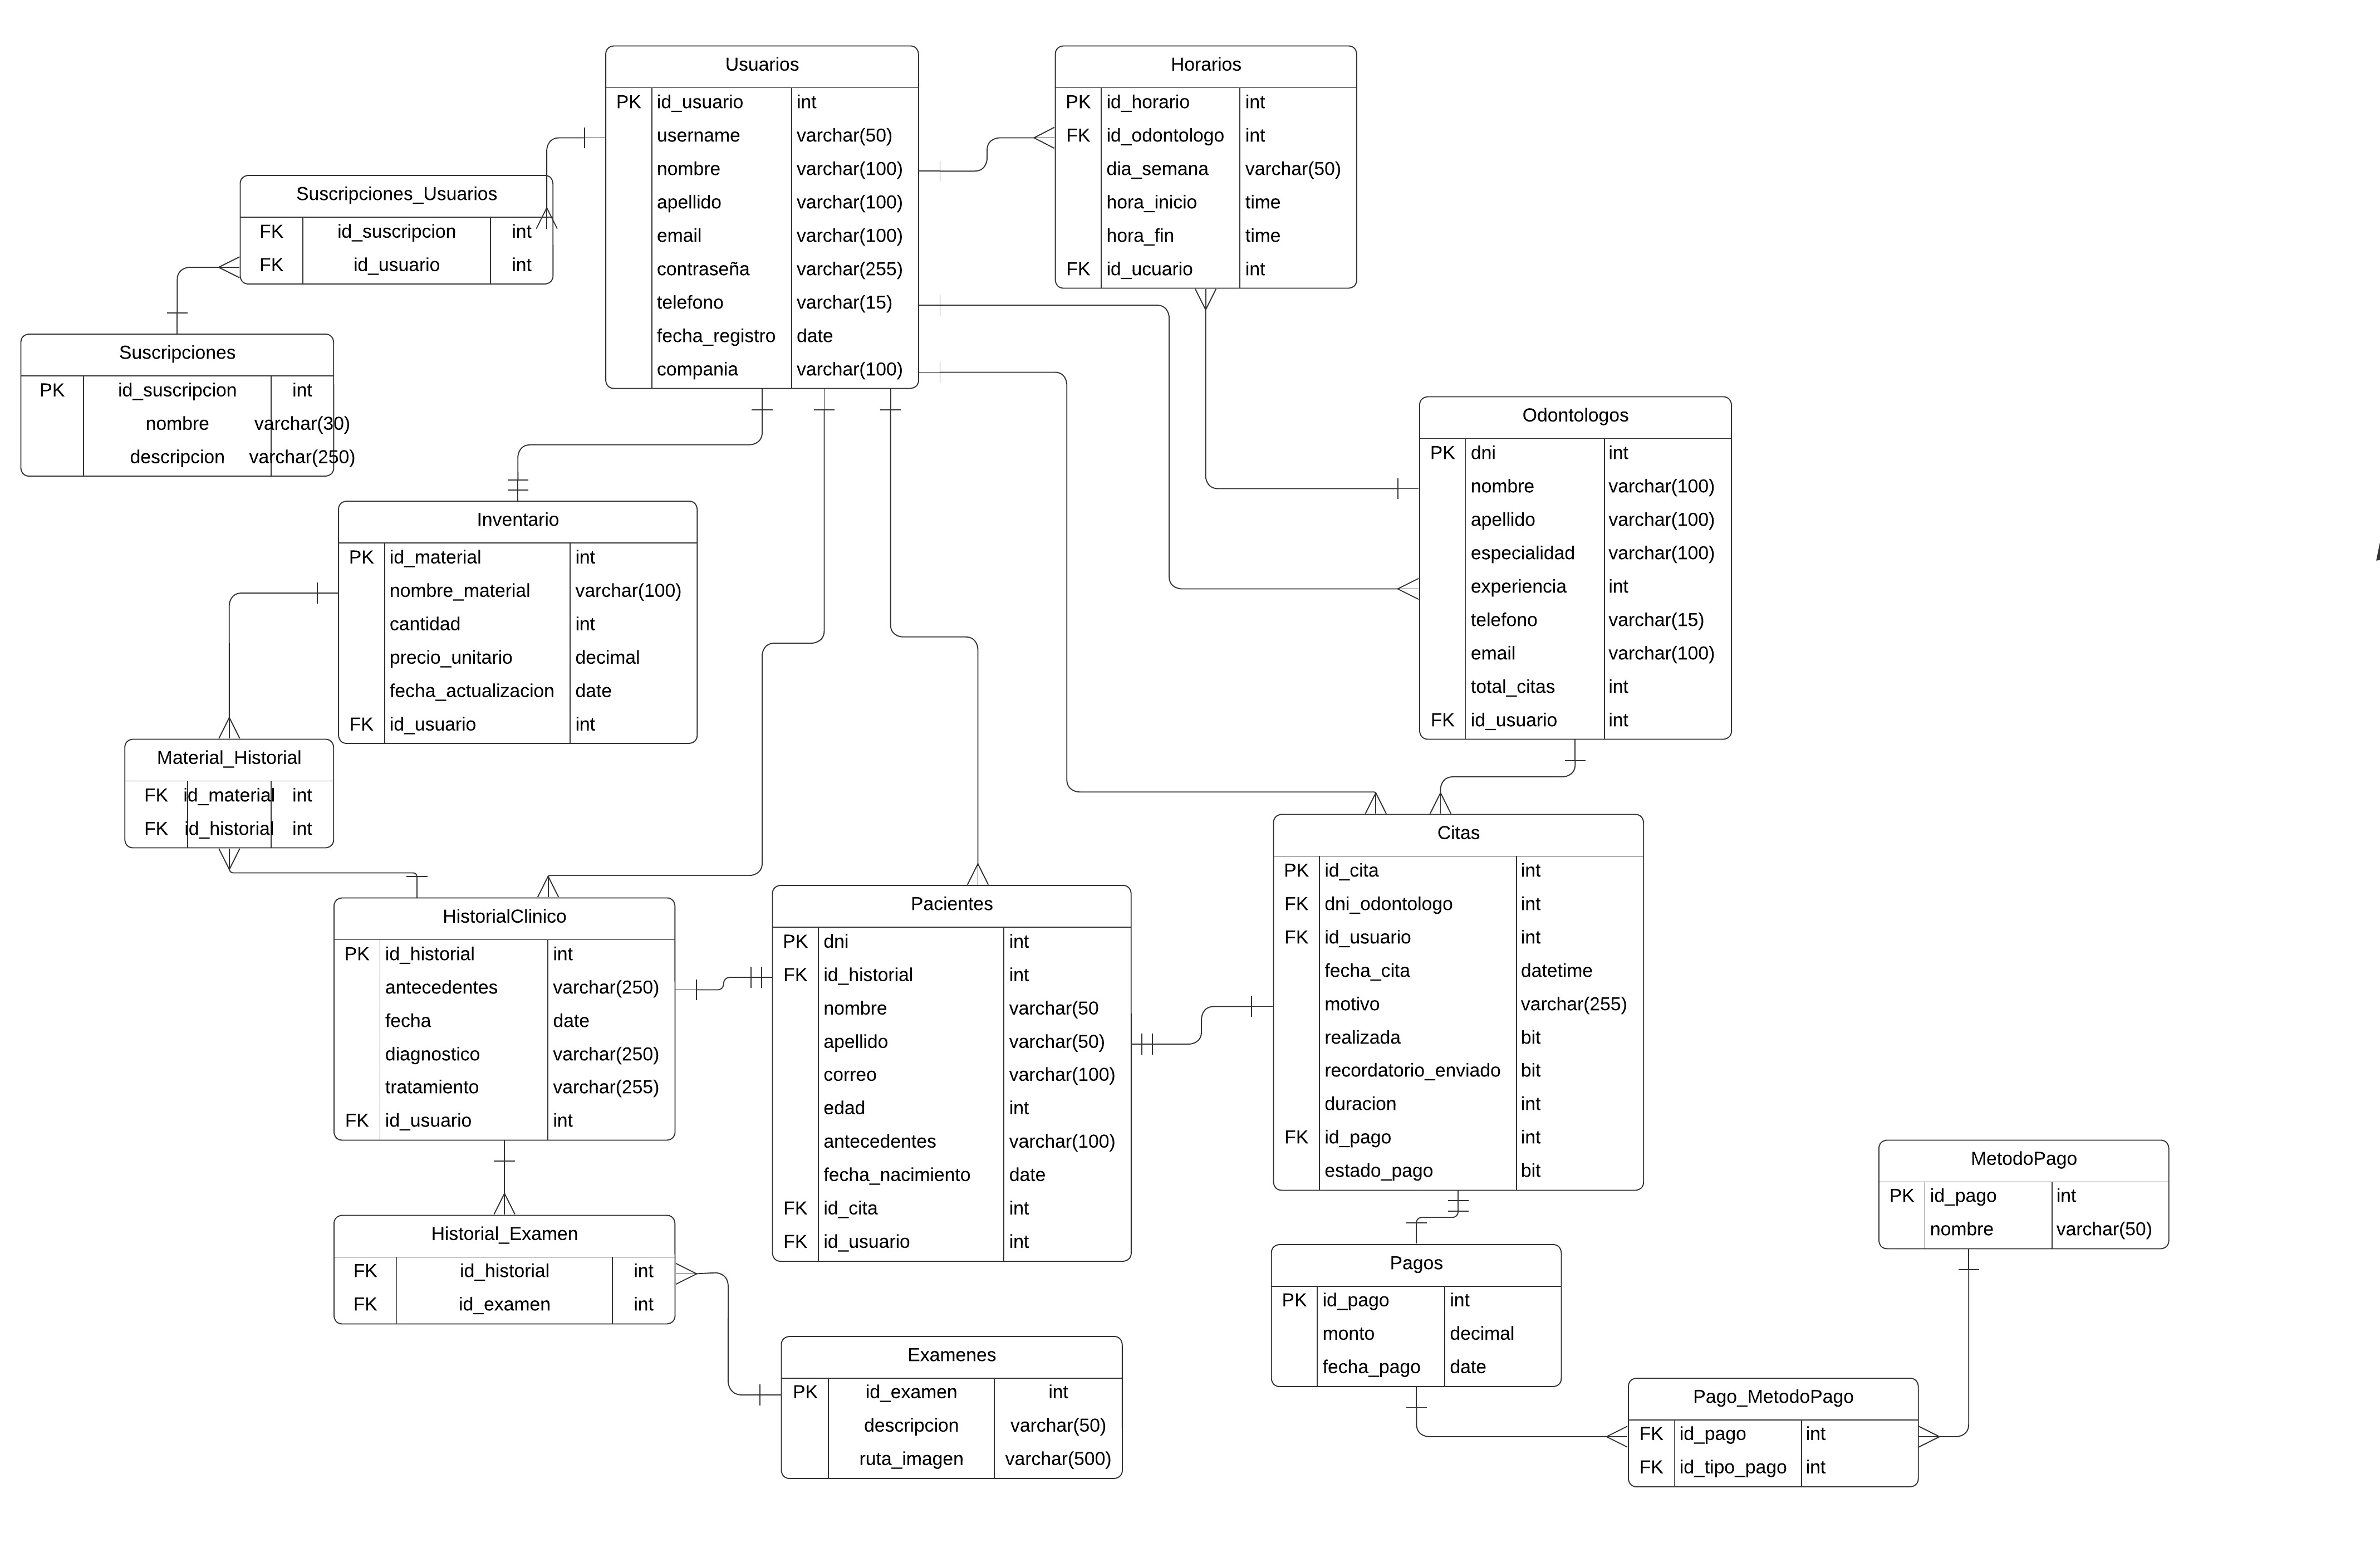 Usuarios
PK id_usuario int
username varchar(50)
nombre varchar(100)
apellido varchar(100)
email varchar(100)
contraseña varchar(255)
telefono varchar(15)
fecha_registro date
compania varchar(100)
Horarios
PK id_horario int
FK id_odontologo int
dia_semana varchar(50)
hora_inicio time
hora_fin time
FK id_ucuario int
Suscripciones_Usuarios
FK id_suscripcion int
FK id_usuario int
Suscripciones
PK id_suscripcion int
nombre varchar(30)
descripcion varchar(250)
Odontologos
PK dni int
nombre varchar(100)
apellido varchar(100)
especialidad varchar(100)
experiencia int
telefono varchar(15)
email varchar(100)
total_citas int
FK id_usuario int
Inventario
PK id_material int
nombre_material varchar(100)
cantidad int
precio_unitario decimal
fecha_actualizacion date
FK id_usuario int
Material_Historial
FK id_material int
FK id_historial int
Citas
PK id_cita int
FK dni_odontologo int
FK id_usuario int
fecha_cita datetime
motivo varchar(255)
realizada bit
recordatorio_enviado bit
duracion int
FK id_pago int
estado_pago bit
HistorialClinico
PK id_historial int
antecedentes varchar(250)
fecha date
diagnostico varchar(250)
tratamiento varchar(255)
FK id_usuario int
Pacientes
PK dni int
FK id_historial int
nombre varchar(50
apellido varchar(50)
correo varchar(100)
edad int
antecedentes varchar(100)
fecha_nacimiento date
FK id_cita int
FK id_usuario int
MetodoPago
PK id_pago int
nombre varchar(50)
Historial_Examen
FK id_historial int
FK id_examen int
Pagos
PK id_pago int
monto decimal
fecha_pago date
Examenes
PK id_examen int
descripcion varchar(50)
ruta_imagen varchar(500)
Pago_MetodoPago
FK id_pago int
FK id_tipo_pago int